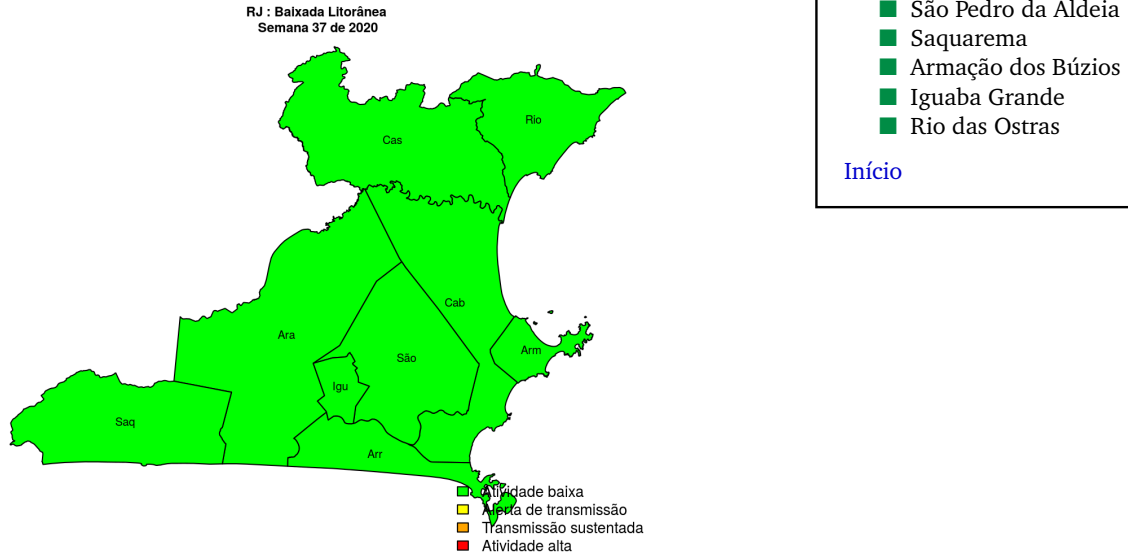 RJ : Baixada Litorânea
Semana 37 de 2020
Rio
Cas
Cab
Ara
Arm
São
Igu
Saq
Arr
Atividade baixa
Alerta de transmissão
Transmissão sustentada
Atividade alta
São Pedro da Aldeia
Saquarema
Armação dos Búzios
Iguaba Grande
Rio das Ostras
Início